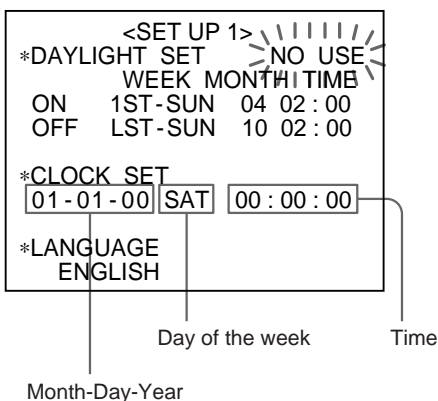 <SET UP 1>
*DAYLIGHT SET NO USE
WEEK MONTH TIME
ON 1ST-SUN 04 02:00
OFF LST-SUN 10 02:00
*CLOCK SET
01-01-00 SAT 00:00:00
*LANGUAGE
ENGLISH
Day of the week Time
Month-Day-Year